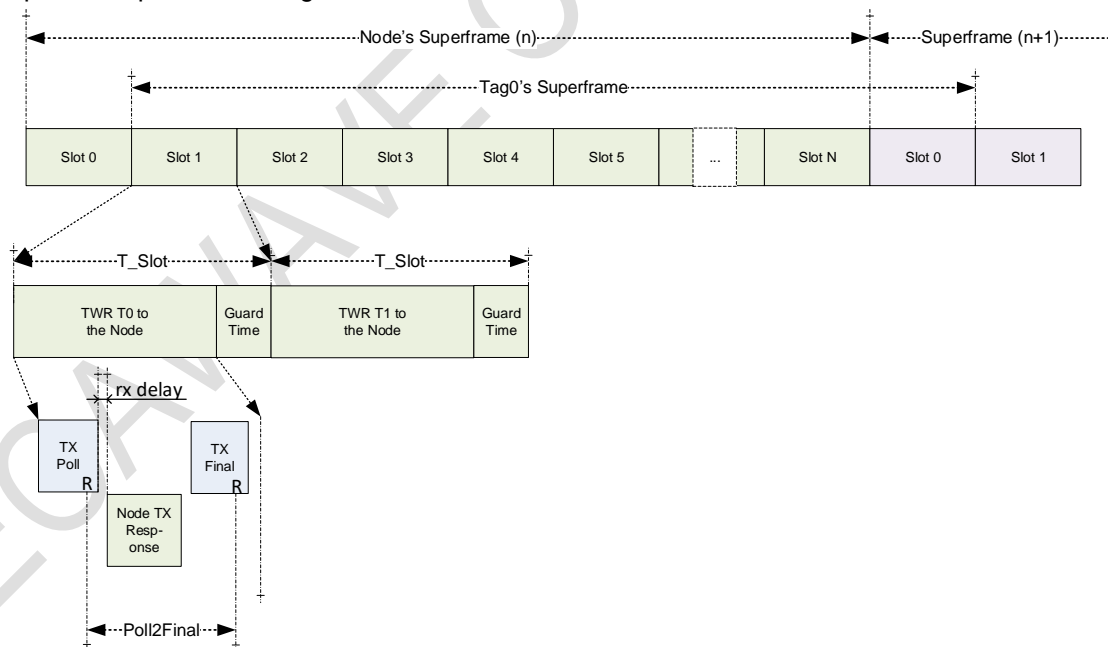 Node's Superframe (n)
Superframe (n+1)
Tag0's Superframe
Slot 0
Slot 1
Slot 2
Slot 3
Slot 4
Slot 5
...
Slot N
Slot 0
Slot 1
T_Slot
T_Slot
TWR T0 to
the Node
Guard
Time
TWR T1 to
the Node
Guard
Time
rx delay
TX
Poll
R
TX
Final
R
Node TX
Resp-
onse
Poll2Final